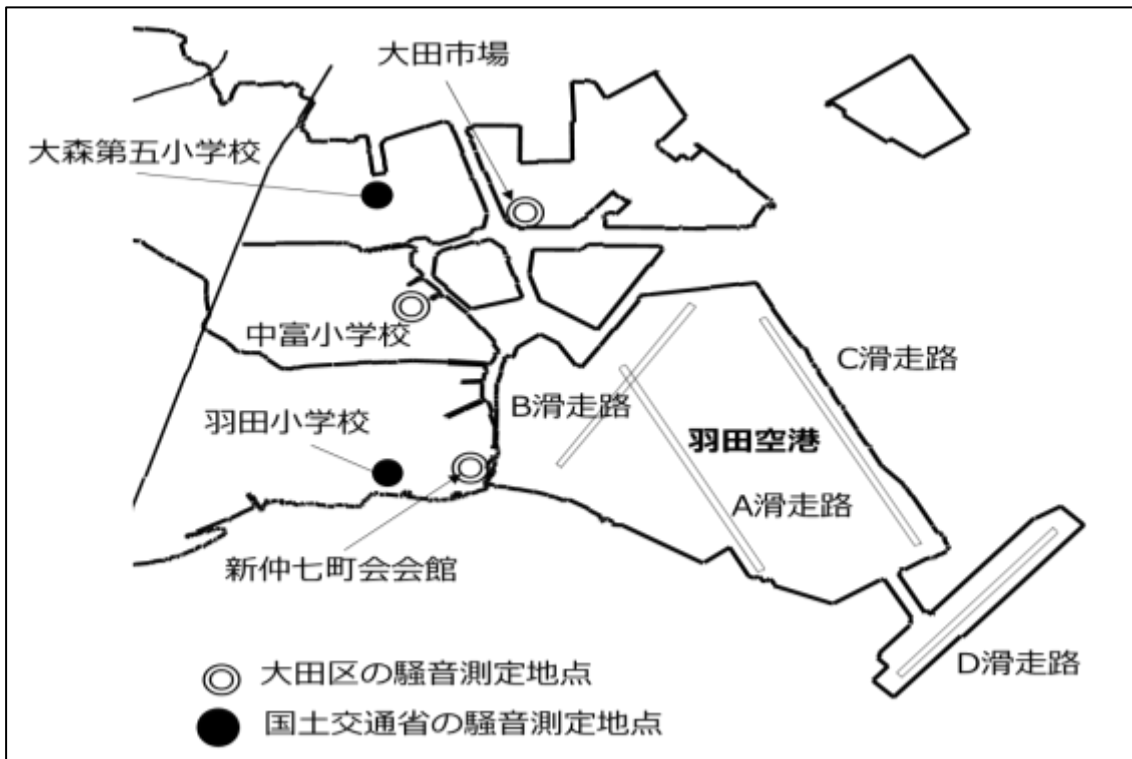 大田市場
大森第五小学校
中富小学校
C滑走路
B滑走路
羽田小学校
羽田空港
A滑走路
新仲七町会会館
D滑走路
大田区の騒音測定地点
国土交通省の騒音測定地点